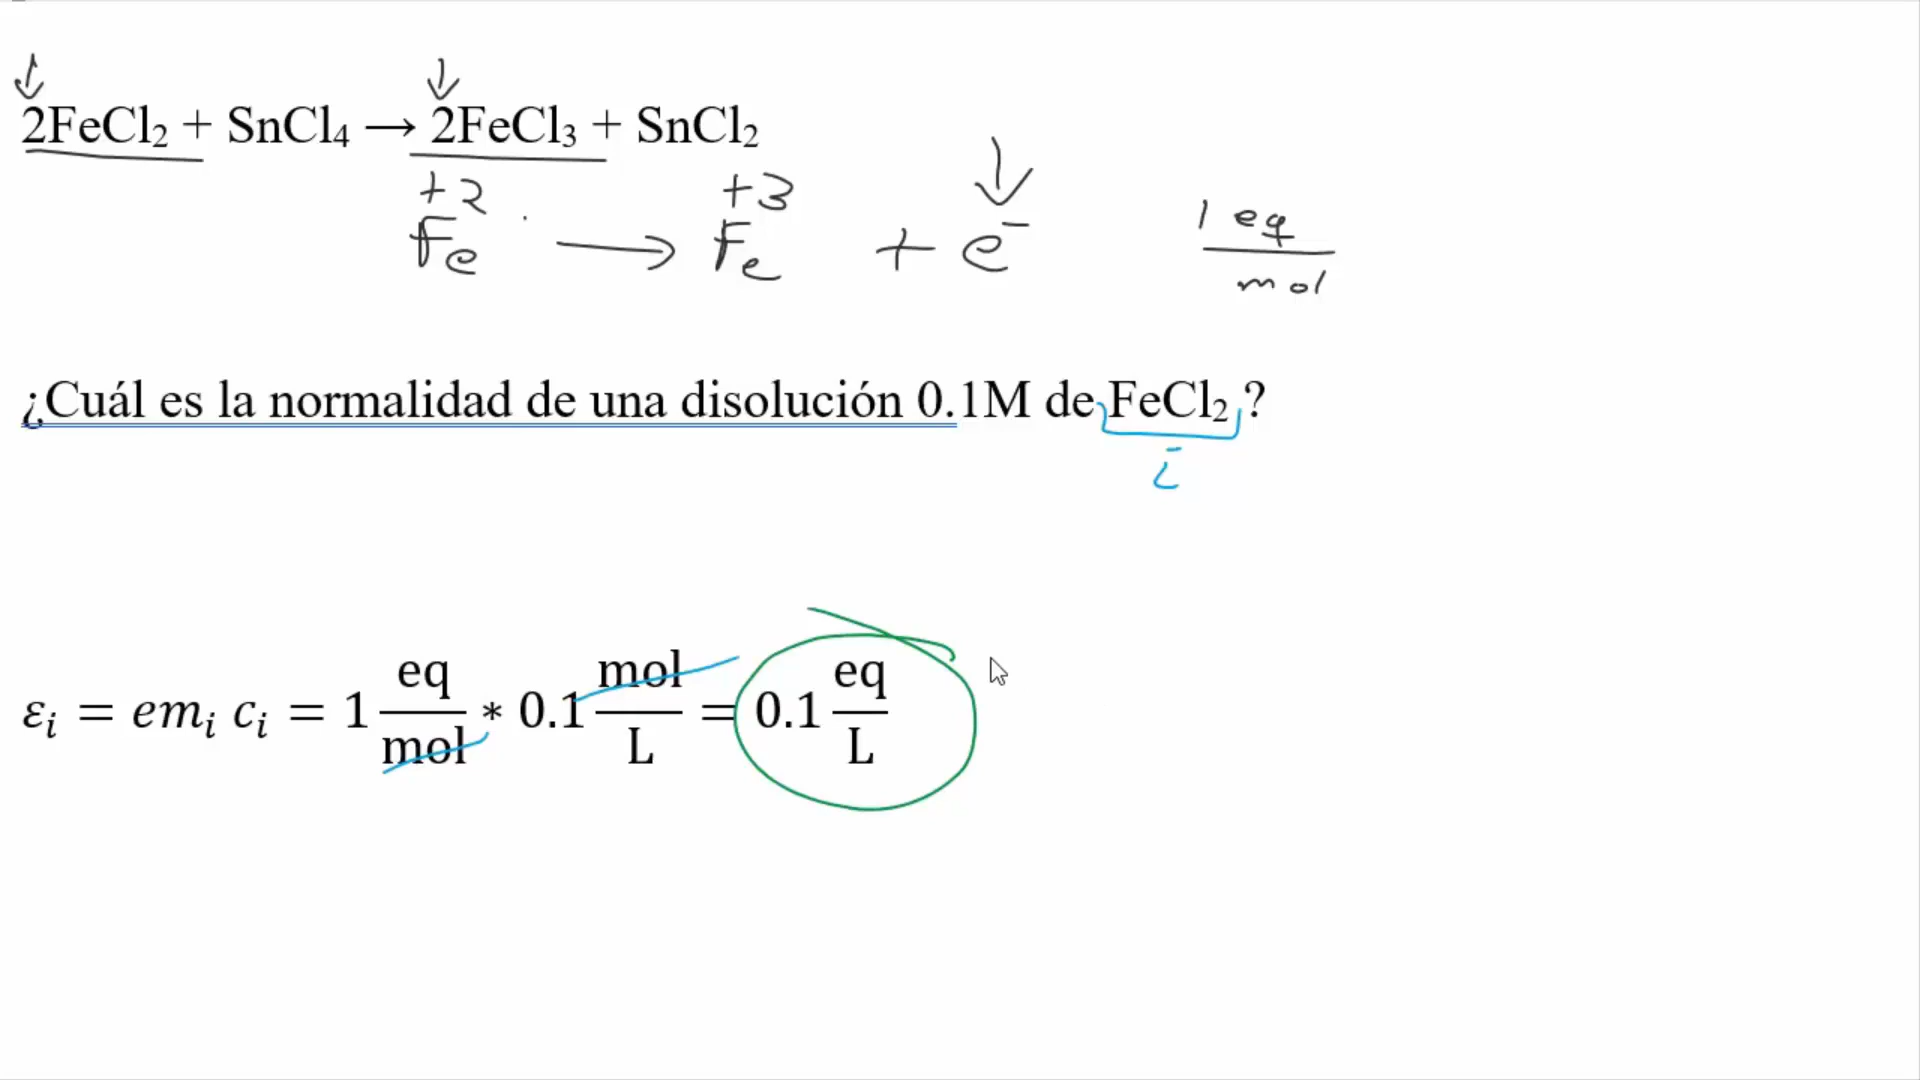 2FeCl₂ + SnCl₄ → 2FeCl₃ + SnCl₂
+2 +3
Fe → Fe + e⁻
1 eq
mol
¿Cuál es la normalidad de una disolución 0.1M de FeCl₂ ?
i
εᵢ = emᵢ cᵢ = 1 eq/mol * 0.1 mol/L = 0.1 eq/L